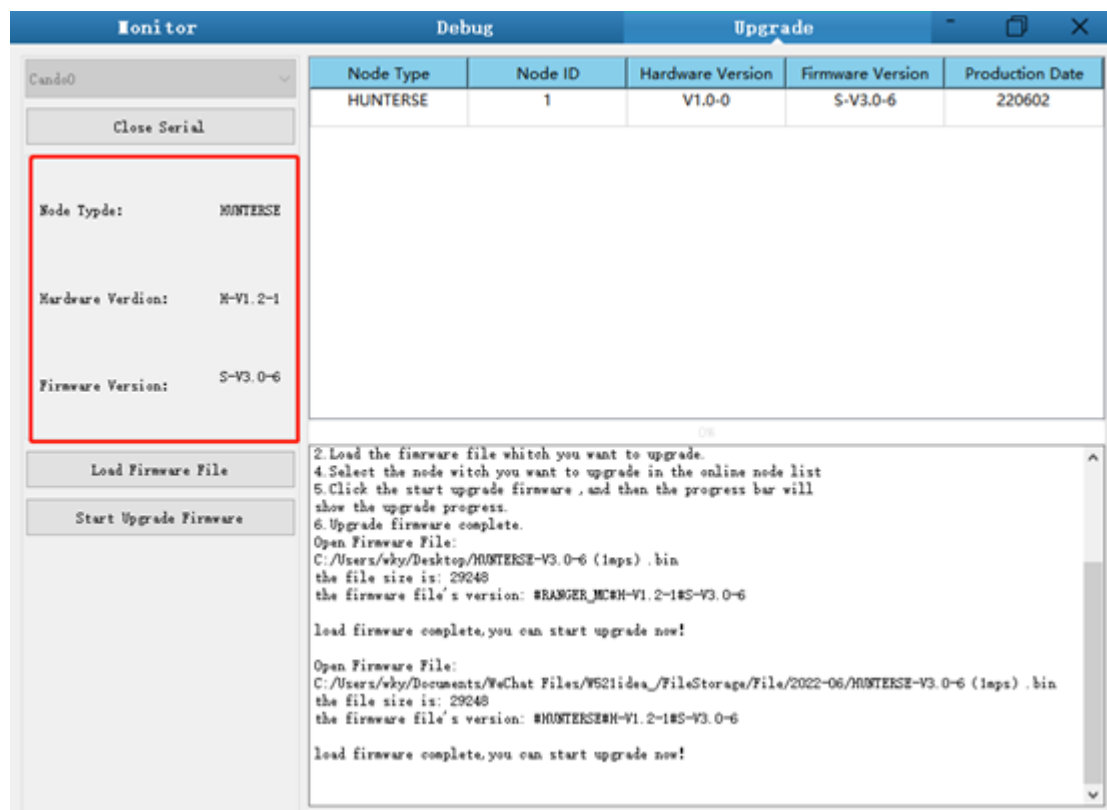 Monitor Debug Upgrade
Cando0
Close Serial
Node Typde: HUNTERSE
Hardware Verdion: H-V1.2-1
Firmware Version: S-V3.0-6
Load Firmware File
Start Upgrade Firmware
Node Type Node ID Hardware Version Firmware Version Production Date
HUNTERSE 1 V1.0-0 S-V3.0-6 220602
0%
2.Load the fimrware file whitch you want to upgrade.
4.Select the node witch you want to upgrade in the online node list
5.Click the start upgrade firmware ,and then the progress bar will
show the upgrade progress.
6.Upgrade firmware complete.
Open Firmware File:
C:/Users/wky/Desktop/HUNTERSE-V3.0-6 (1mps) .bin
the file size is: 29248
the firmware file's version: #RANGER_MC#H-V1.2-1#S-V3.0-6
load firmware complete,you can start upgrade now!
Open Firmware File:
C:/Users/wky/Documents/WeChat Files/W521idea_/FileStorage/File/2022-06/HUNTERSE-V3.0-6 (1mps) .bin
the file size is: 29248
the firmware file's version: #HUNTERSE#H-V1.2-1#S-V3.0-6
load firmware complete,you can start upgrade now!